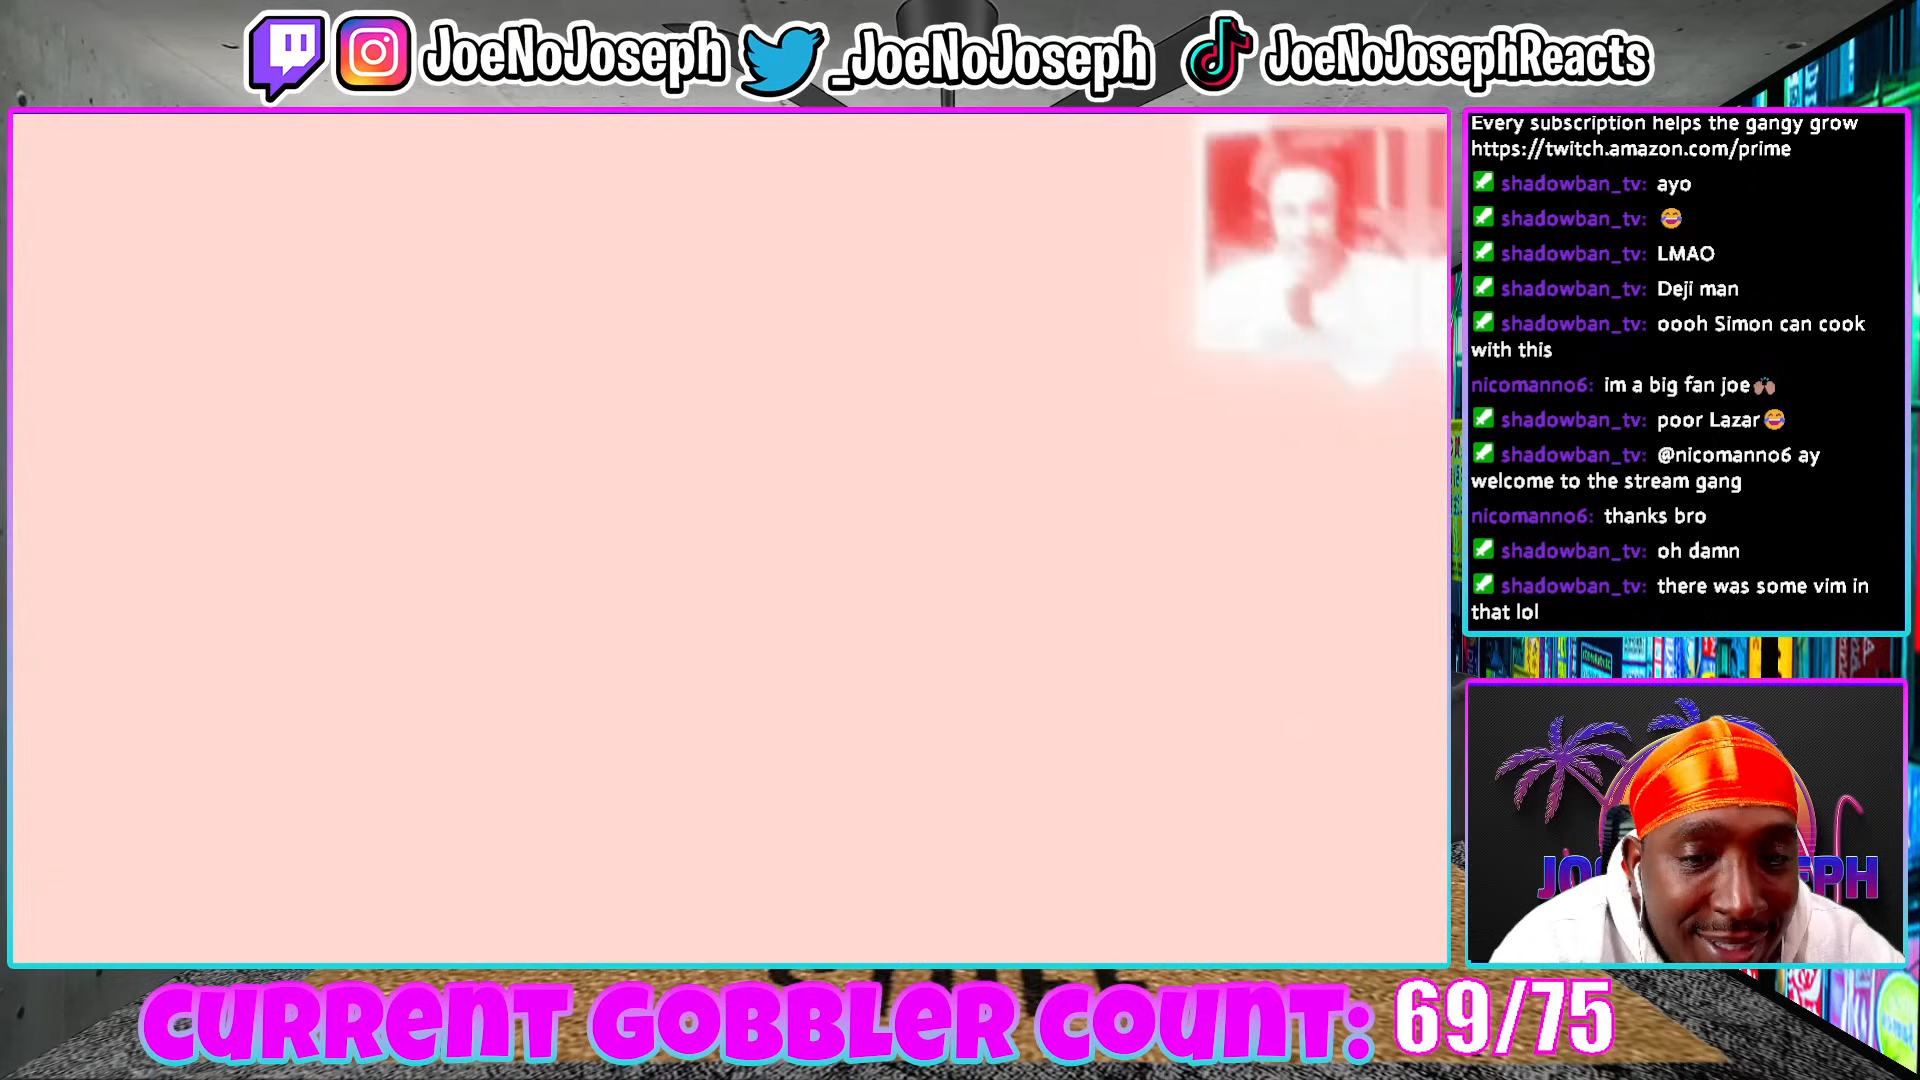 JoeNoJoseph _JoeNoJoseph JoeNoJosephReacts
Every subscription helps the gangy grow
https://twitch.amazon.com/prime
shadowban_tv: ayo
shadowban_tv: 😂
shadowban_tv: LMAO
shadowban_tv: Deji man
shadowban_tv: oooh Simon can cook
with this
nicomanno6: im a big fan joe🙌🏽
shadowban_tv: poor Lazar😂
shadowban_tv: @nicomanno6 ay
welcome to the stream gang
nicomanno6: thanks bro
shadowban_tv: oh damn
shadowban_tv: there was some vim in
that lol
CURRENT GOBBLER COUNT: 69/75